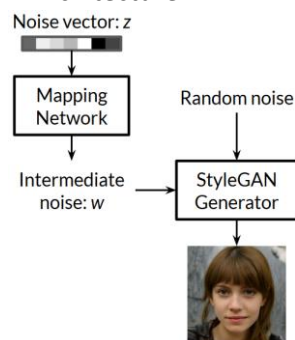 Noise vector: z
Mapping
Network
Random noise
Intermediate
noise: w
StyleGAN
Generator